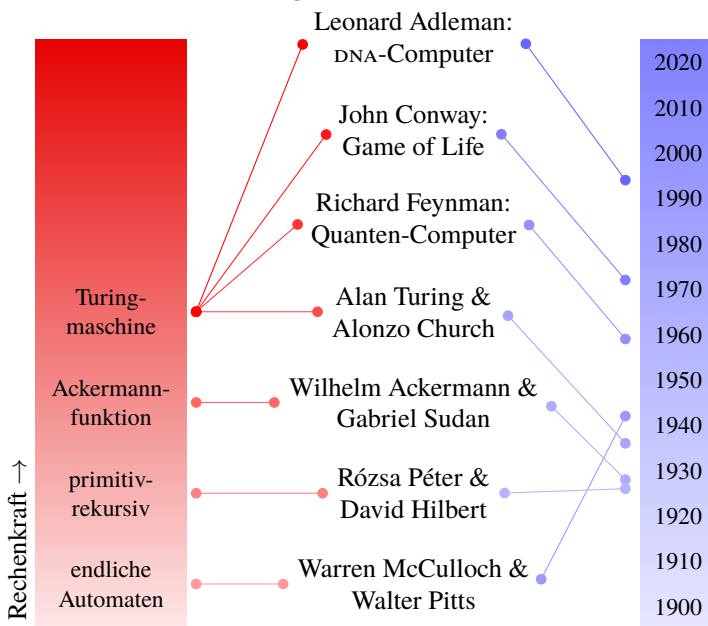 Leonard Adleman:
DNA-Computer
John Conway:
Game of Life
Richard Feynman:
Quanten-Computer
Alan Turing &
Alonzo Church
Wilhelm Ackermann &
Gabriel Sudan
Rózsa Péter &
David Hilbert
Warren McCulloch &
Walter Pitts
Turing-
maschine
Ackermann-
funktion
primitiv-
rekursiv
endliche
Automaten
Rechenkraft →
2020
2010
2000
1990
1980
1970
1960
1950
1940
1930
1920
1910
1900